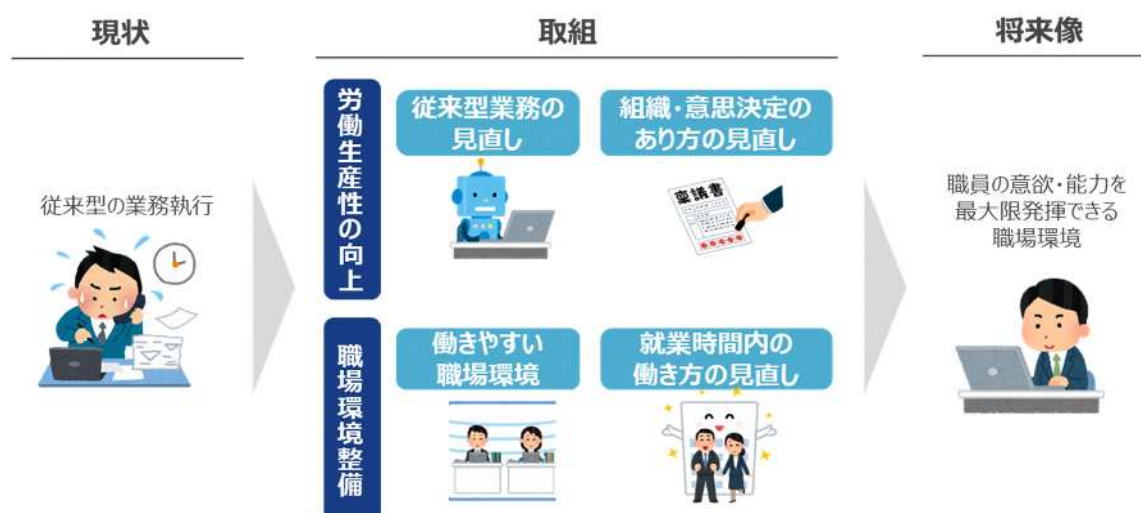 現状
取組
将来像
従来型の業務執行
労働生産性の向上
従来型業務の
見直し
組織・意思決定の
あり方の見直し
稟議書
職場環境整備
働きやすい
職場環境
就業時間内の
働き方の見直し
職員の意欲・能力を
最大限発揮できる
職場環境